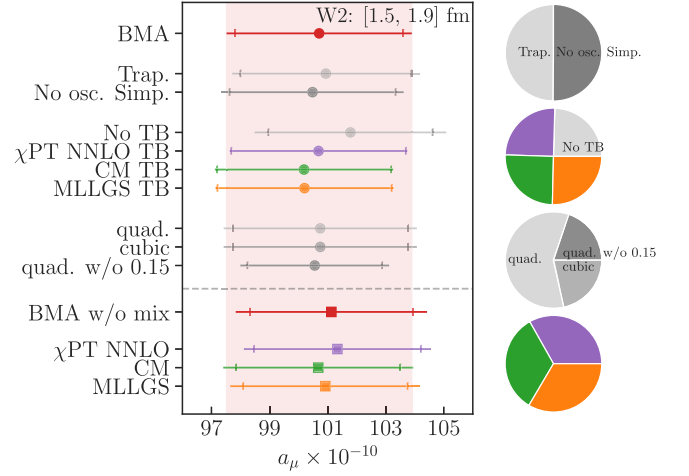 W2: [1.5, 1.9] fm
BMA
Trap.
No osc. Simp.
No TB
χPT NNLO TB
CM TB
MLLGS TB
quad.
cubic
quad. w/o 0.15
BMA w/o mix
χPT NNLO
CM
MLLGS
97 99 101 103 105
a_μ × 10^{-10}
Trap. No osc. Simp.
No TB
quad. w/o 0.15
quad.
cubic